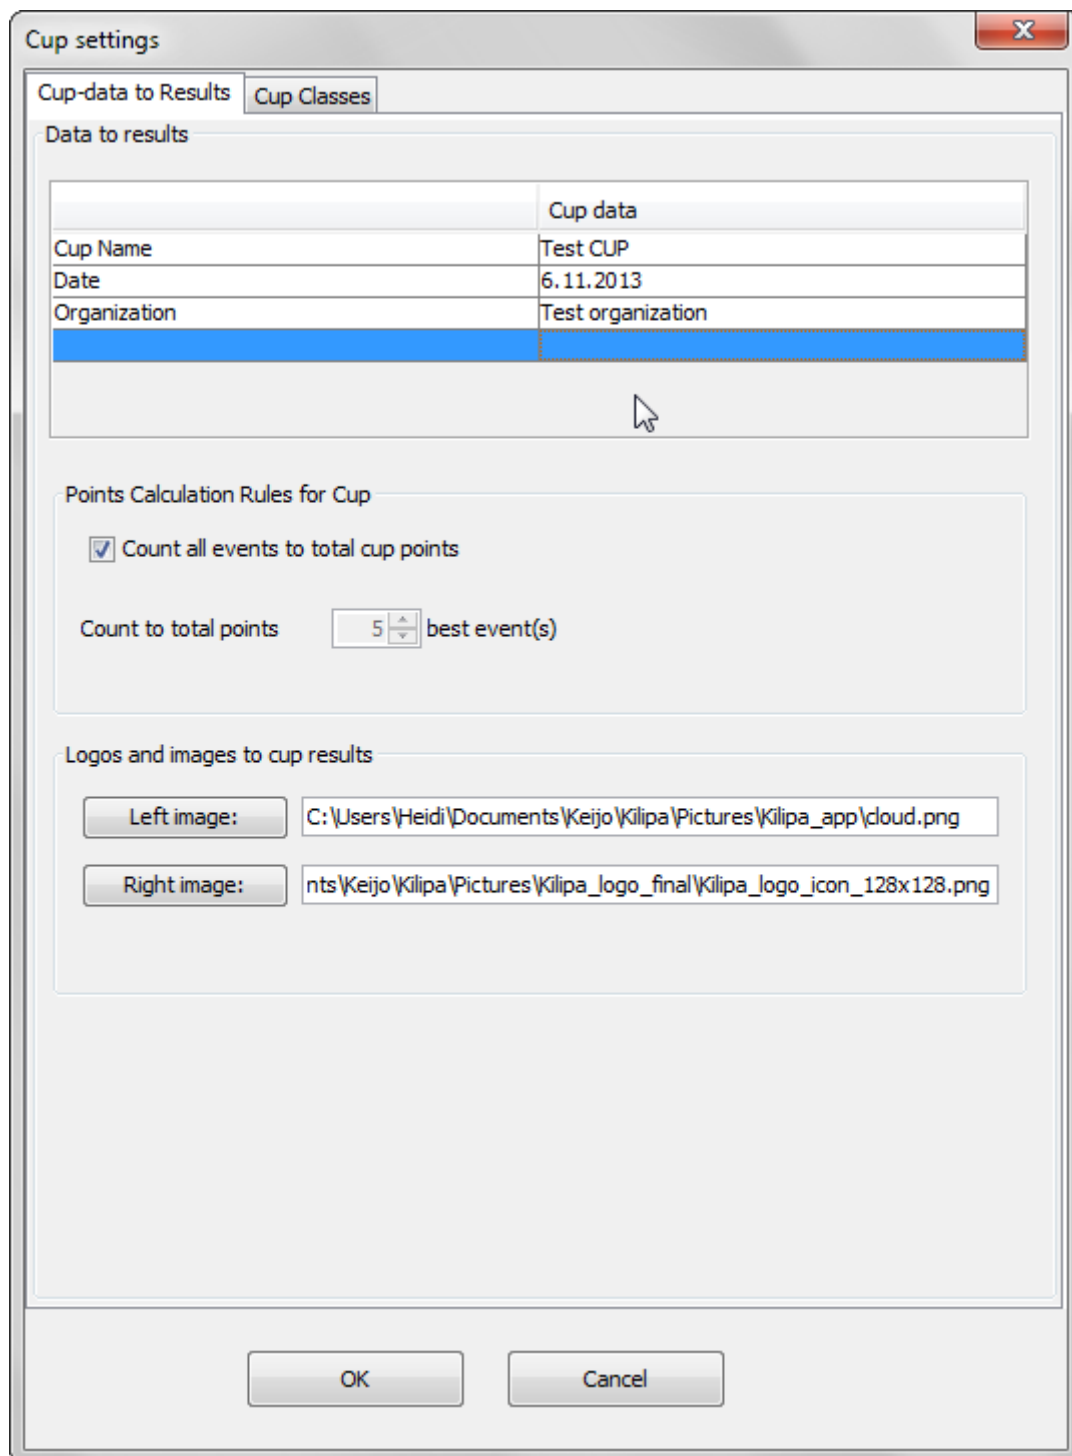 Cup settings
Cup-data to Results Cup Classes
Data to results
Cup data
Cup Name Test CUP
Date 6.11.2013
Organization Test organization
Points Calculation Rules for Cup
Count all events to total cup points
Count to total points 5 best event(s)
Logos and images to cup results
Left image: C:\Users\Heidi\Documents\Keijo\Kilipa\Pictures\Kilipa_app\cloud.png
Right image: nts\Keijo\Kilipa\Pictures\Kilipa_logo_final\Kilipa_logo_icon_128x128.png
OK Cancel